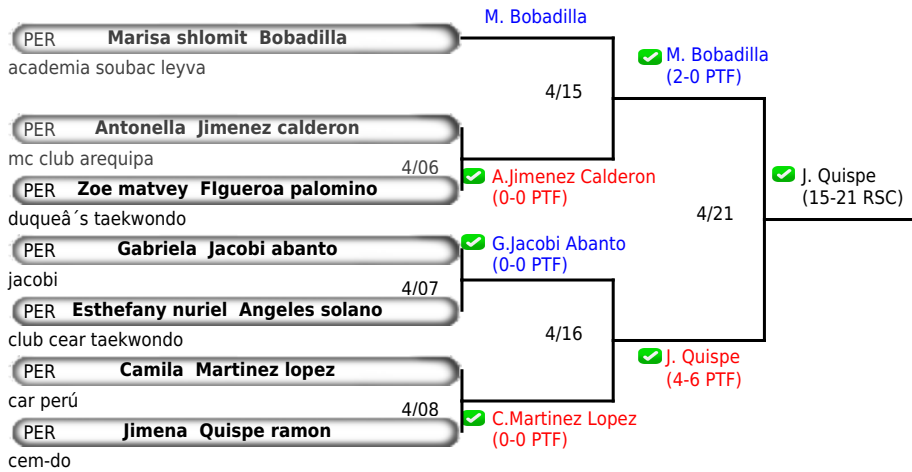 M. Bobadilla
PER Marisa shlomit Bobadilla
academia soubac leyva
M. Bobadilla
(2-0 PTF)
4/15
PER Antonella Jimenez calderon
mc club arequipa
4/06
PER Zoe matvey FIgueroa palomino
duqueâ´s taekwondo
A.Jimenez Calderon
(0-0 PTF)
J. Quispe
(15-21 RSC)
4/21
PER Gabriela Jacobi abanto
jacobi
G.Jacobi Abanto
(0-0 PTF)
4/07
PER Esthefany nuriel Angeles solano
club cear taekwondo
4/16
PER Camila Martinez lopez
car perú
J. Quispe
(4-6 PTF)
4/08
PER Jimena Quispe ramon
cem-do
C.Martinez Lopez
(0-0 PTF)